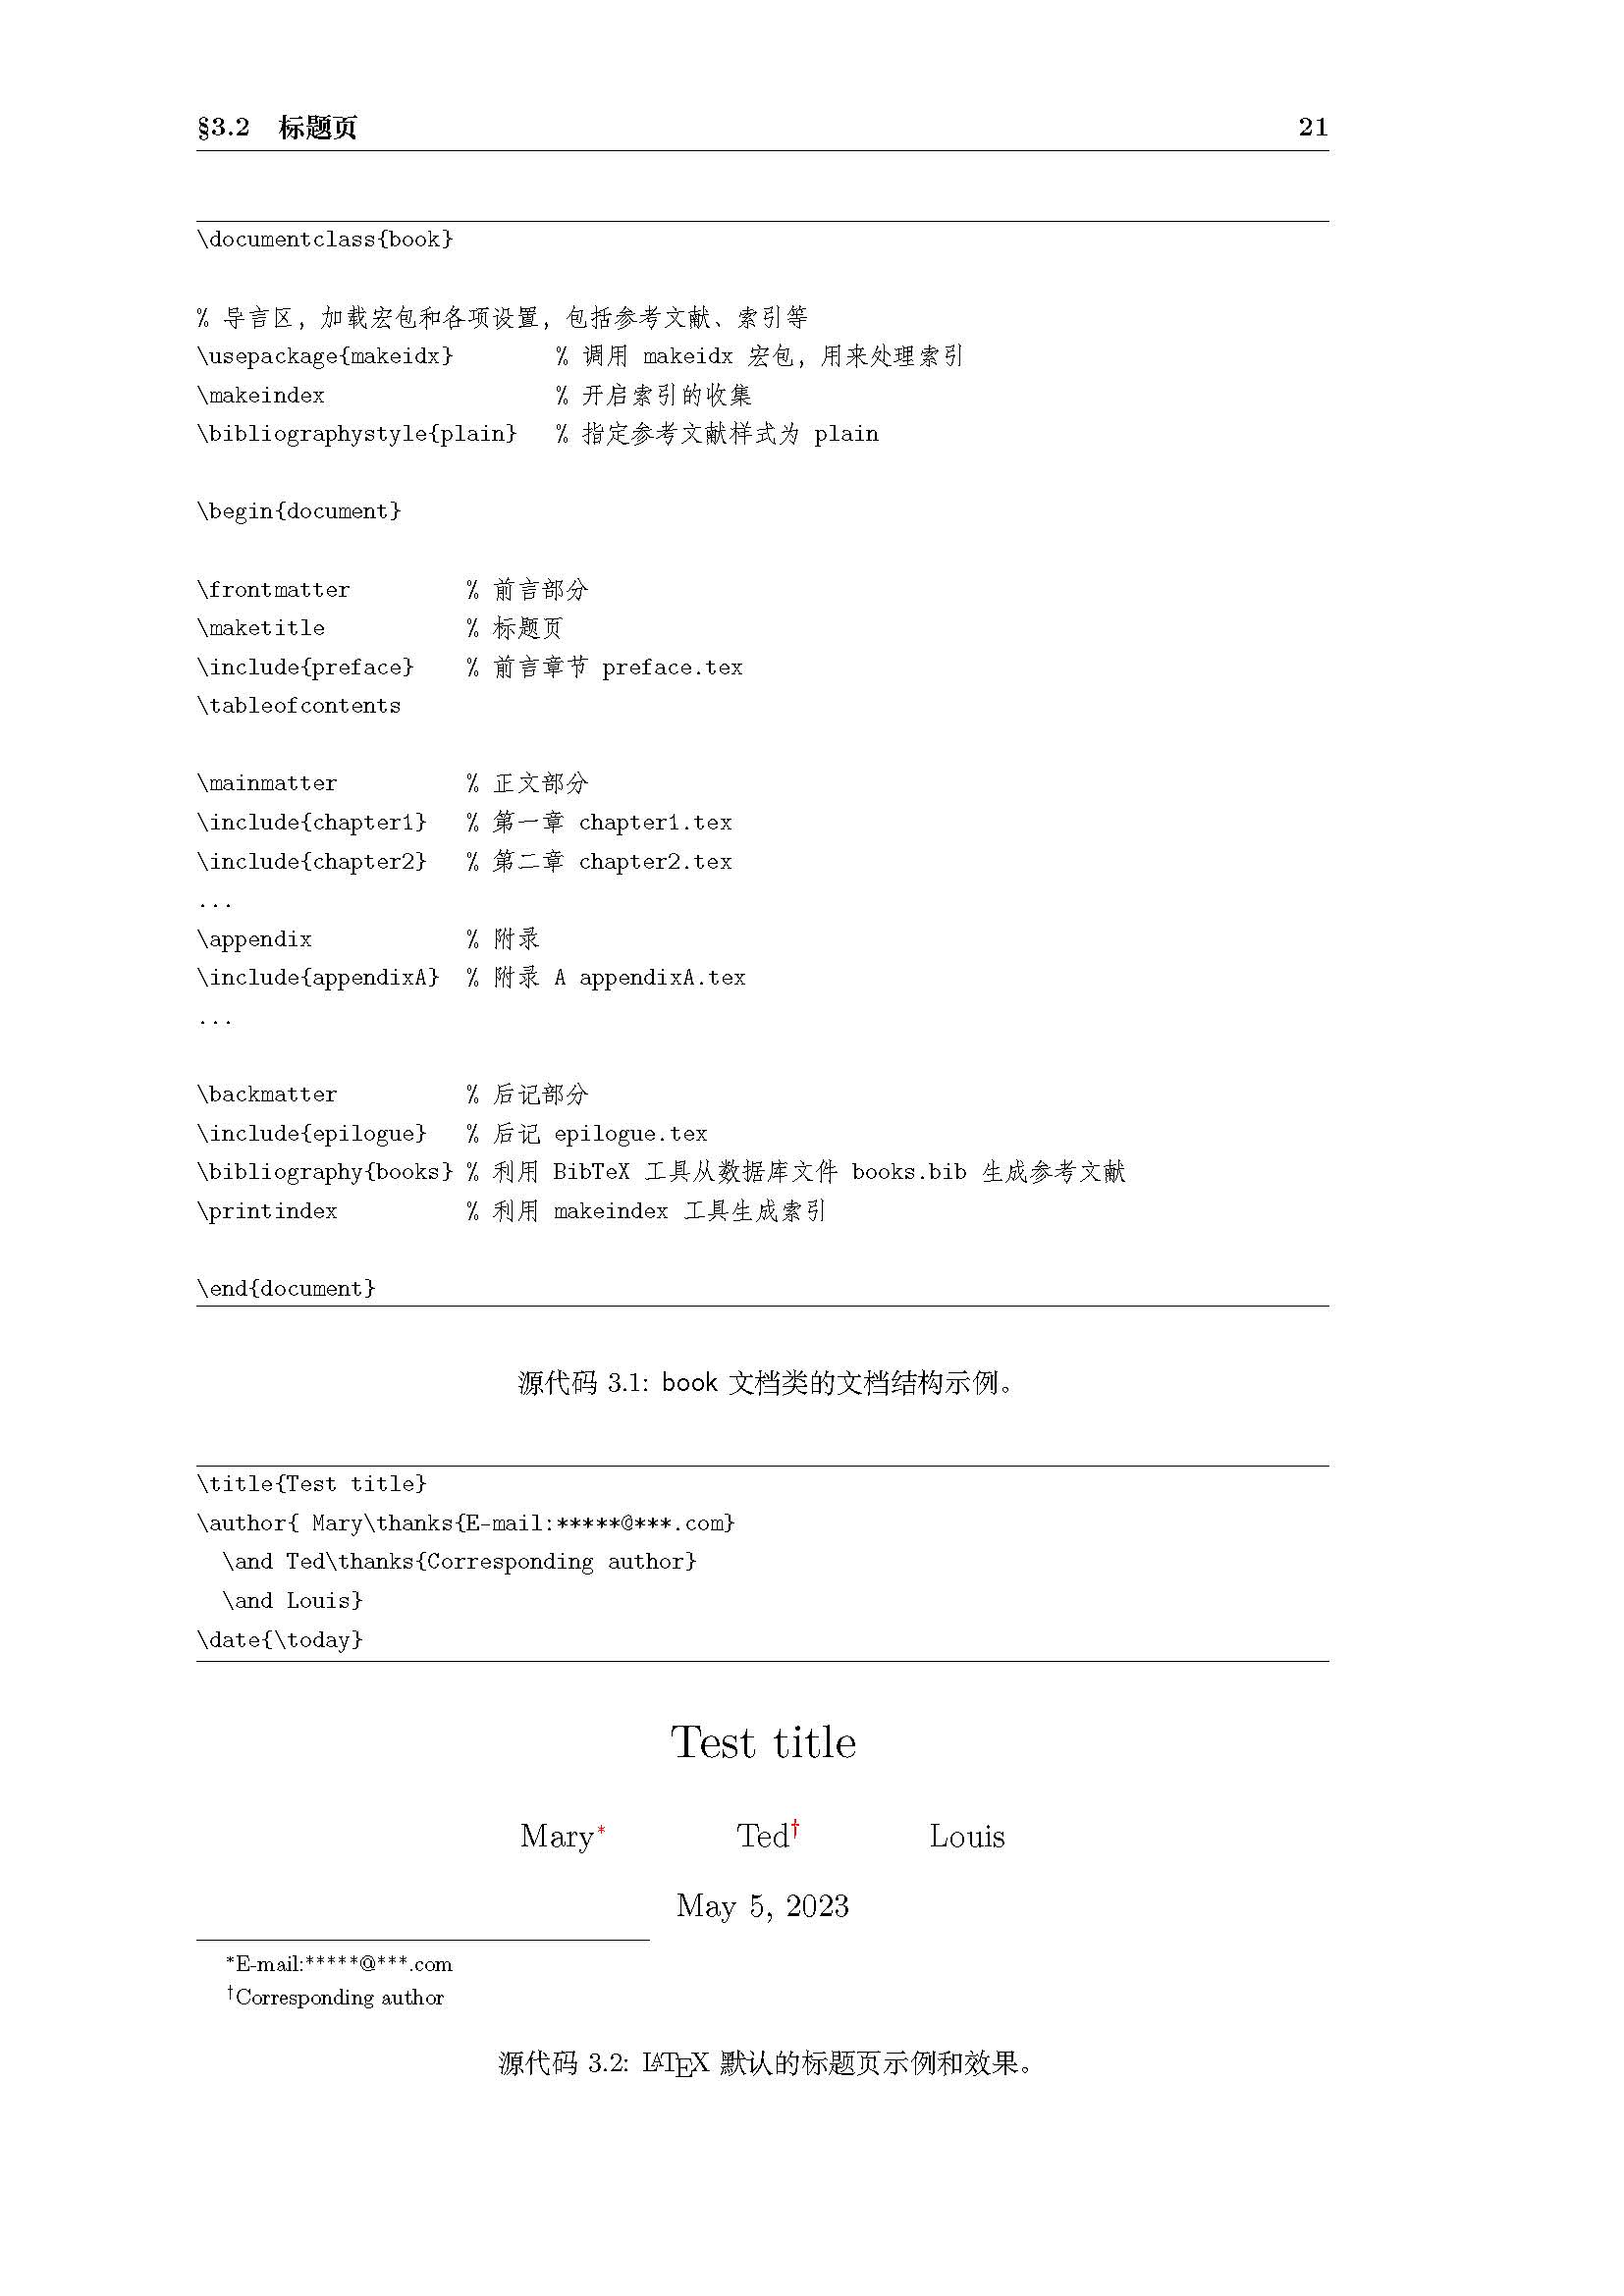 §3.2 标题页 21
\documentclass{book}
% 导言区，加载宏包和各项设置，包括参考文献、索引等
\usepackage{makeidx} % 调用 makeidx 宏包，用来处理索引
\makeindex % 开启索引的收集
\bibliographystyle{plain} % 指定参考文献样式为 plain
\begin{document}
\frontmatter % 前言部分
\maketitle % 标题页
\include{preface} % 前言章节 preface.tex
\tableofcontents
\mainmatter % 正文部分
\include{chapter1} % 第一章 chapter1.tex
\include{chapter2} % 第二章 chapter2.tex
...
\appendix % 附录
\include{appendixA} % 附录 A appendixA.tex
...
\backmatter % 后记部分
\include{epilogue} % 后记 epilogue.tex
\bibliography{books} % 利用 BibTeX 工具从数据库文件 books.bib 生成参考文献
\printindex % 利用 makeindex 工具生成索引
\end{document}
源代码 3.1: book 文档类的文档结构示例。
\title{Test title}
\author{ Mary\thanks{E-mail:*****@***.com}
\and Ted\thanks{Corresponding author}
\and Louis}
\date{\today}
Test title
Mary* Ted† Louis
May 5, 2023
*E-mail:*****@***.com
†Corresponding author
源代码 3.2: LATEX 默认的标题页示例和效果。